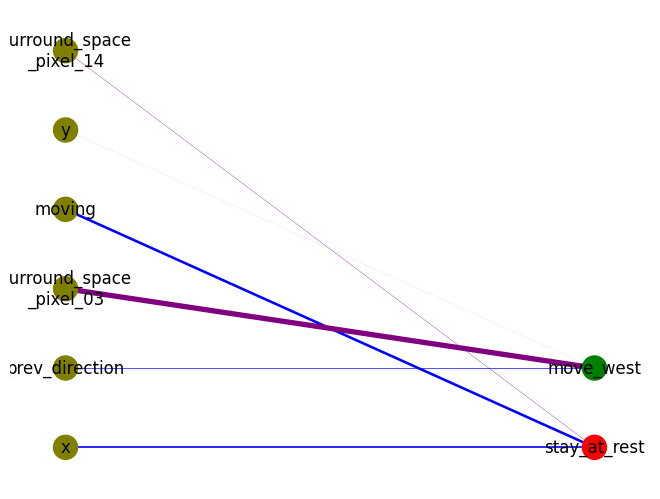 urround_space
_pixel_14
y
moving
urround_space
_pixel_03
prev_direction
move_west
x
stay_at_rest